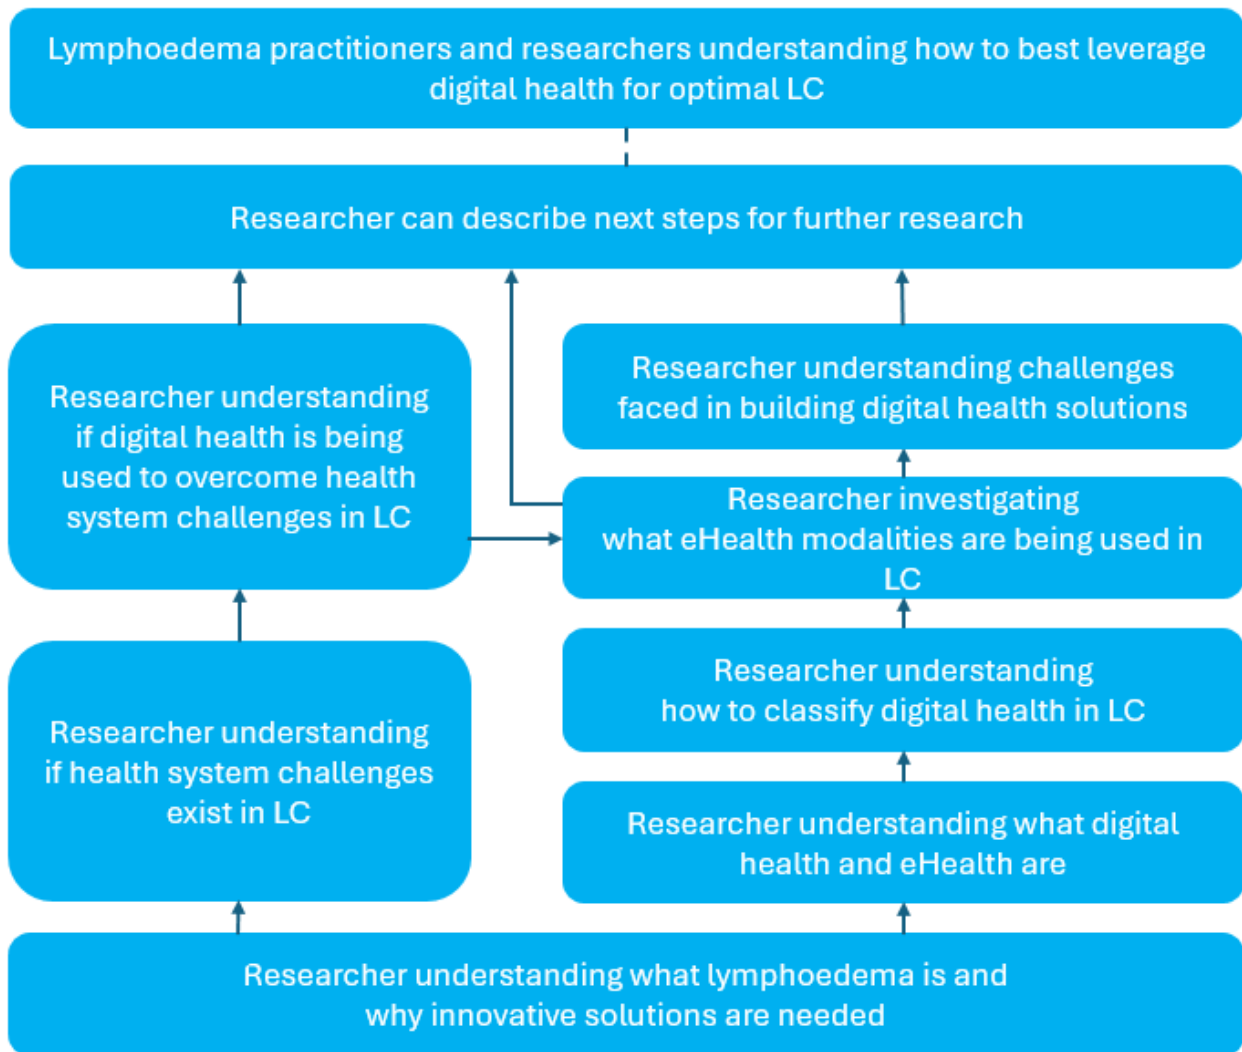 Lymphoedema practitioners and researchers understanding how to best leverage
digital health for optimal LC
Researcher can describe next steps for further research
Researcher understanding
if digital health is being
used to overcome health
system challenges in LC
Researcher understanding challenges
faced in building digital health solutions
Researcher investigating
what eHealth modalities are being used in
LC
Researcher understanding
how to classify digital health in LC
Researcher understanding
if health system challenges
exist in LC
Researcher understanding what digital
health and eHealth are
Researcher understanding what lymphoedema is and
why innovative solutions are needed